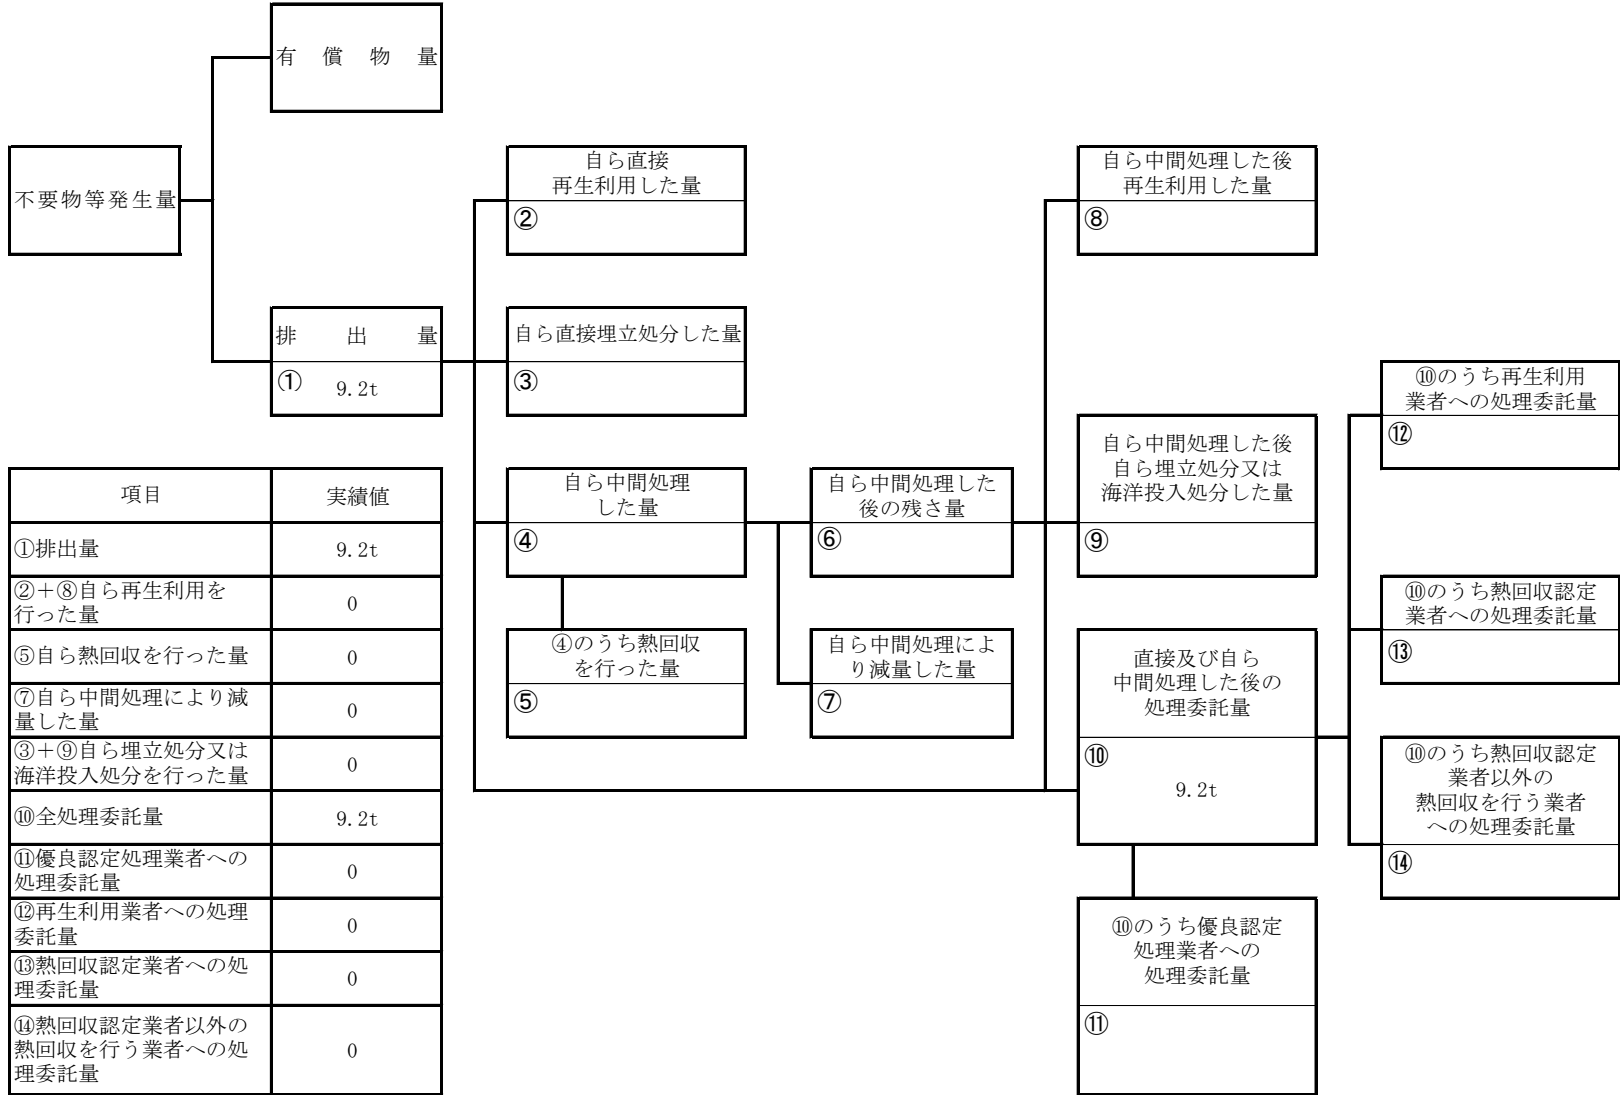 有償物量
不要物等発生量
排出量
① 9.2t
自ら直接
再生利用した量
②
自ら直接埋立処分した量
③
自ら中間処理
した量
④
④のうち熱回収
を行った量
⑤
自ら中間処理した
後の残さ量
⑥
自ら中間処理によ
り減量した量
⑦
自ら中間処理した後
再生利用した量
⑧
自ら中間処理した後
自ら埋立処分又は
海洋投入処分した量
⑨
直接及び自ら
中間処理した後の
処理委託量
⑩
9.2t
⑩のうち優良認定
処理業者への
処理委託量
⑪
⑩のうち再生利用
業者への処理委託量
⑫
⑩のうち熱回収認定
業者への処理委託量
⑬
⑩のうち熱回収認定
業者以外の
熱回収を行う業者
への処理委託量
⑭
項目 実績値
①排出量 9.2t
②＋⑧自ら再生利用を
行った量 0
⑤自ら熱回収を行った量 0
⑦自ら中間処理により減
量した量 0
③＋⑨自ら埋立処分又は
海洋投入処分を行った量 0
⑩全処理委託量 9.2t
⑪優良認定処理業者への
処理委託量 0
⑫再生利用業者への処理
委託量 0
⑬熱回収認定業者への処
理委託量 0
⑭熱回収認定業者以外の
熱回収を行う業者への処
理委託量 0